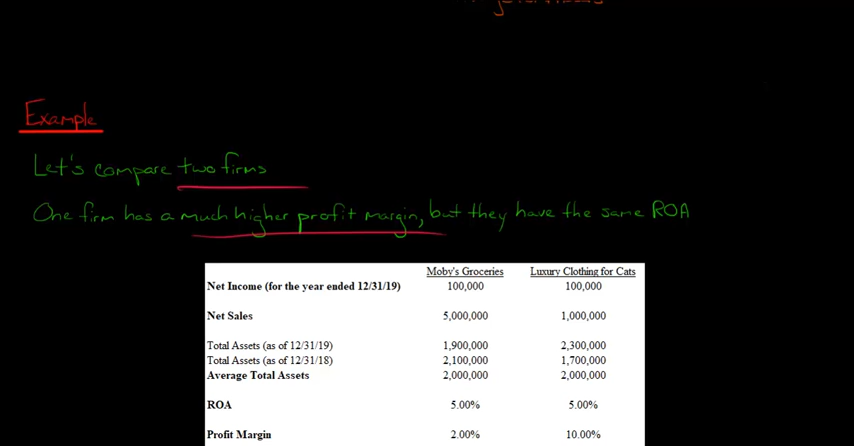 Example
Let's compare two firms
One firm has a much higher profit margin, but they have the same ROA
Moby's Groceries Luxury Clothing for Cats
Net Income (for the year ended 12/31/19) 100,000 100,000
Net Sales 5,000,000 1,000,000
Total Assets (as of 12/31/19) 1,900,000 2,300,000
Total Assets (as of 12/31/18) 2,100,000 1,700,000
Average Total Assets 2,000,000 2,000,000
ROA 5.00% 5.00%
Profit Margin 2.00% 10.00%